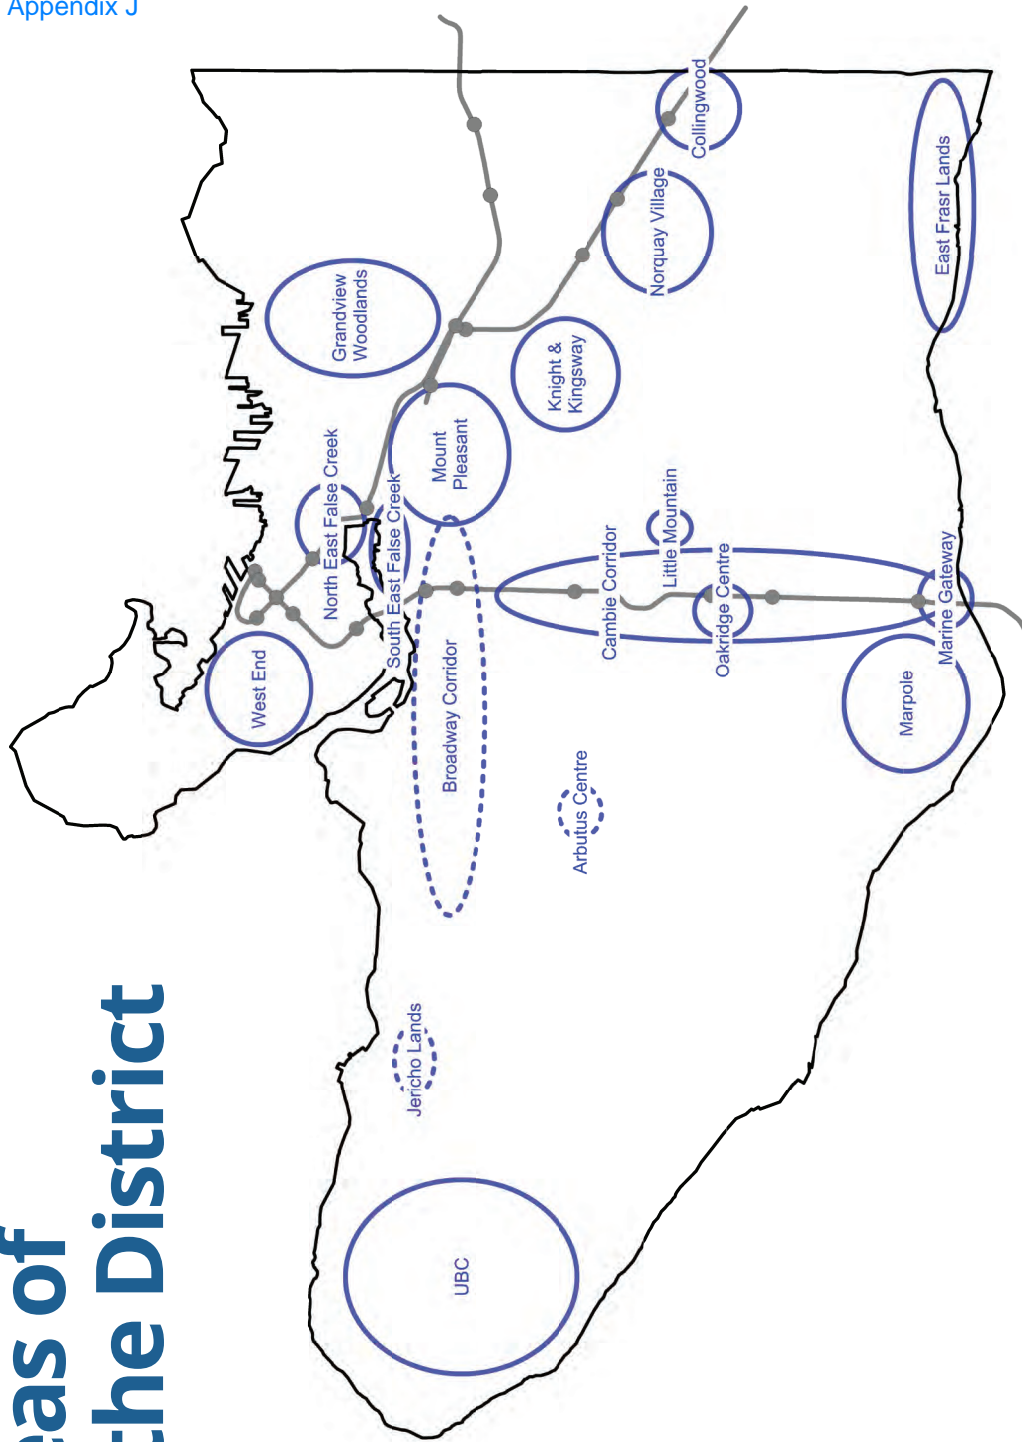 Appendix J
eas of
che District
Collingwood
Norquay Village
East Frasr Lands
Grandview
Woodlands
Knight &
Kingsway
Mount
Pleasant
North East False Creek
South East False Creek
Little Mountain
Cambie Corridor
Oakridge Centre
Marine Gateway
West End
Broadway Corridor
Marpole
Arbutus Centre
Jericho Lands
UBC